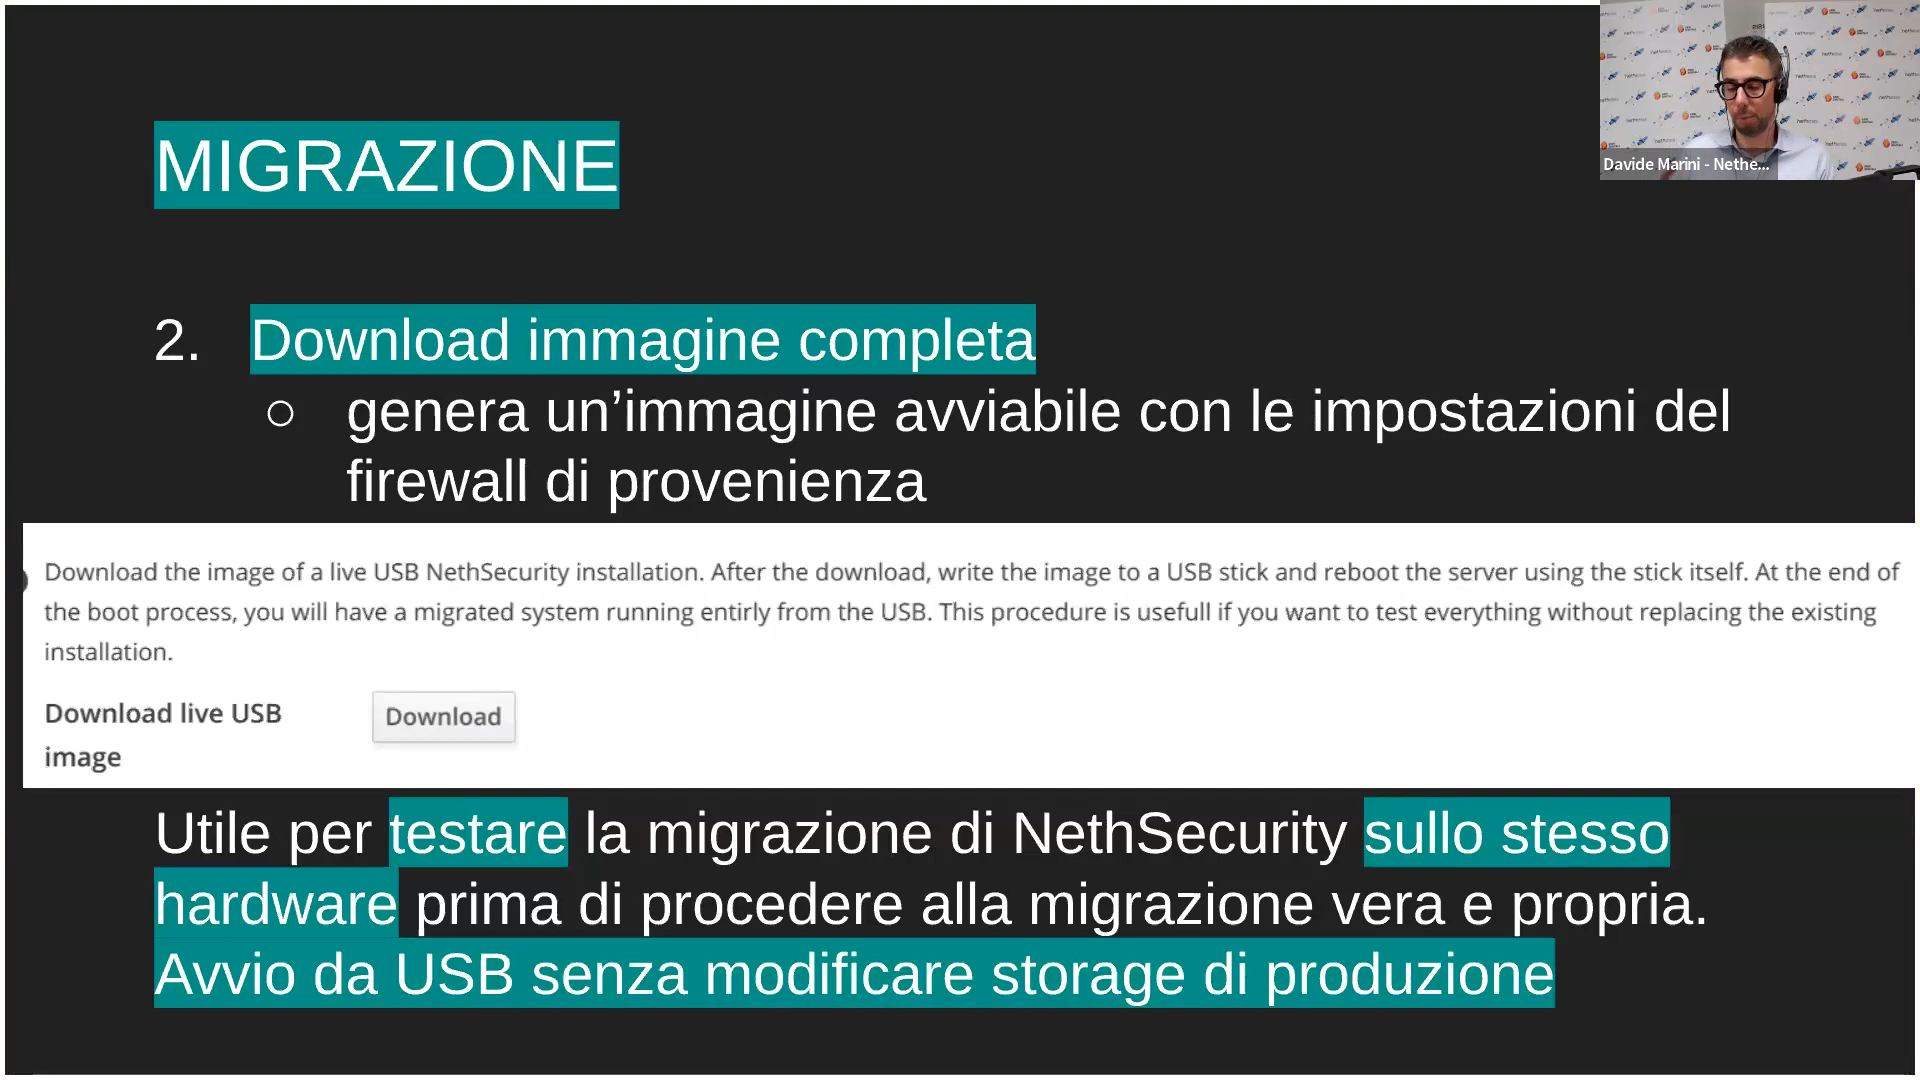 MIGRAZIONE
Davide Marini - Nethe...
2. Download immagine completa
○ genera un’immagine avviabile con le impostazioni del
firewall di provenienza
Download the image of a live USB NethSecurity installation. After the download, write the image to a USB stick and reboot the server using the stick itself. At the end of
the boot process, you will have a migrated system running entirly from the USB. This procedure is usefull if you want to test everything without replacing the existing
installation.
Download live USB
image
Download
Utile per testare la migrazione di NethSecurity sullo stesso
hardware prima di procedere alla migrazione vera e propria.
Avvio da USB senza modificare storage di produzione